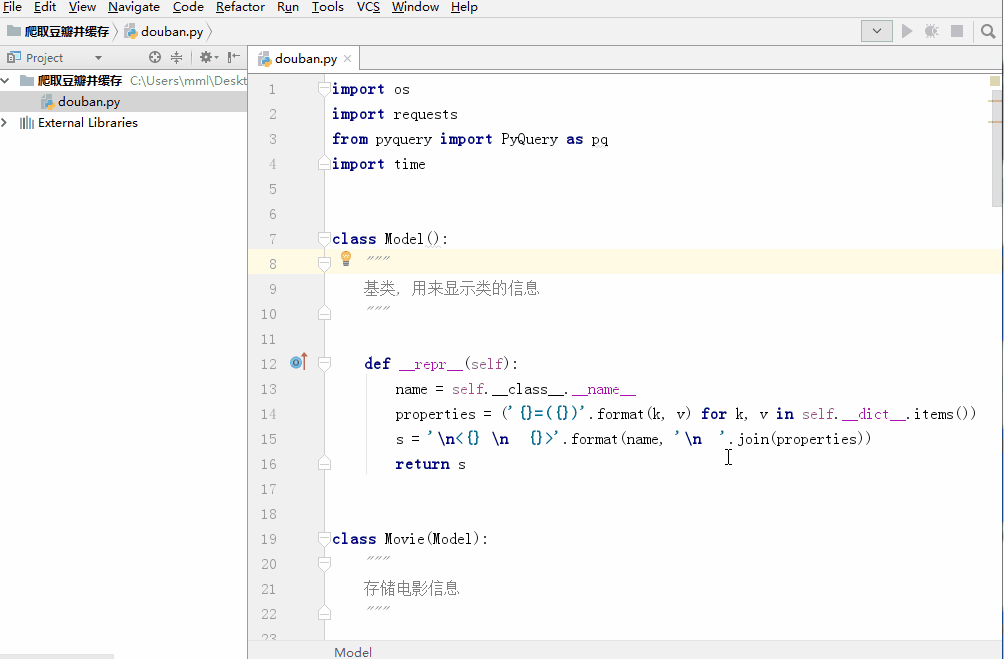 File Edit View Navigate Code Refactor Run Tools VCS Window Help
爬取豆瓣并缓存 douban.py
Project
douban.py
爬取豆瓣并缓存 C:\Users\mml\Deskt
douban.py
External Libraries
1 import os
2 import requests
3 from pyquery import PyQuery as pq
4 import time
5
6
7 class Model():
8 """
9 基类，用来显示类的信息
10 """
11
12 def __repr__(self):
13 name = self.__class__.__name__
14 properties = ('{}=({})'.format(k, v) for k, v in self.__dict__.items())
15 s = '\n<{} \n  {}>'.format(name, '\n  '.join(properties))
16 return s
17
18
19 class Movie(Model):
20 """
21 存储电影信息
22 """
23
Model